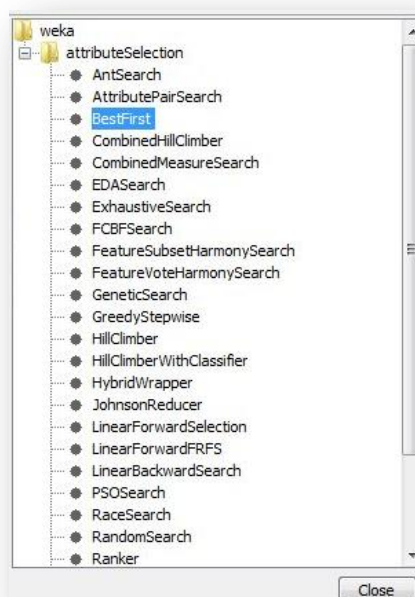 weka
attributeSelection
AntSearch
AttributePairSearch
BestFirst
CombinedHillClimber
CombinedMeasureSearch
EDASearch
ExhaustiveSearch
FCBFSearch
FeatureSubsetHarmonySearch
FeatureVoteHarmonySearch
GeneticSearch
GreedyStepwise
HillClimber
HillClimberWithClassifier
HybridWrapper
JohnsonReducer
LinearForwardSelection
LinearForwardFRFS
LinearBackwardSearch
PSOSearch
RaceSearch
RandomSearch
Ranker
Close